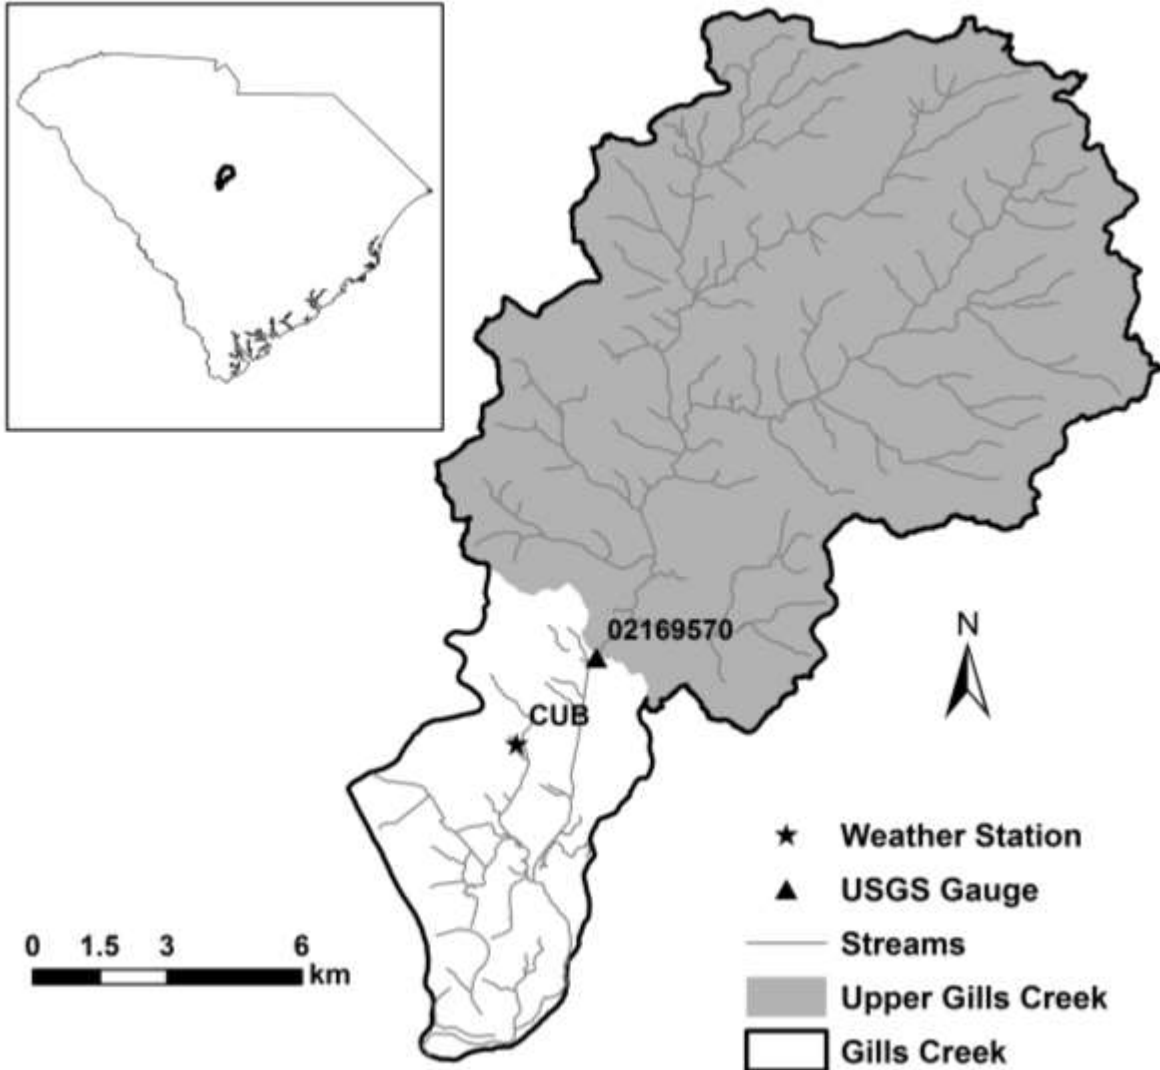 02169570
N
CUB
Weather Station
USGS Gauge
0 1.5 3 6
km
Streams
Upper Gills Creek
Gills Creek